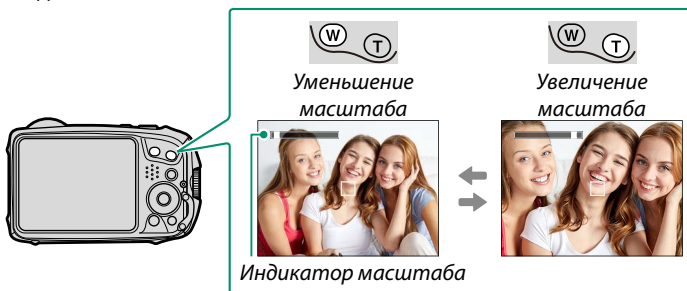 W T
W T
Уменьшение
масштаба
Увеличение
масштаба
Индикатор масштаба